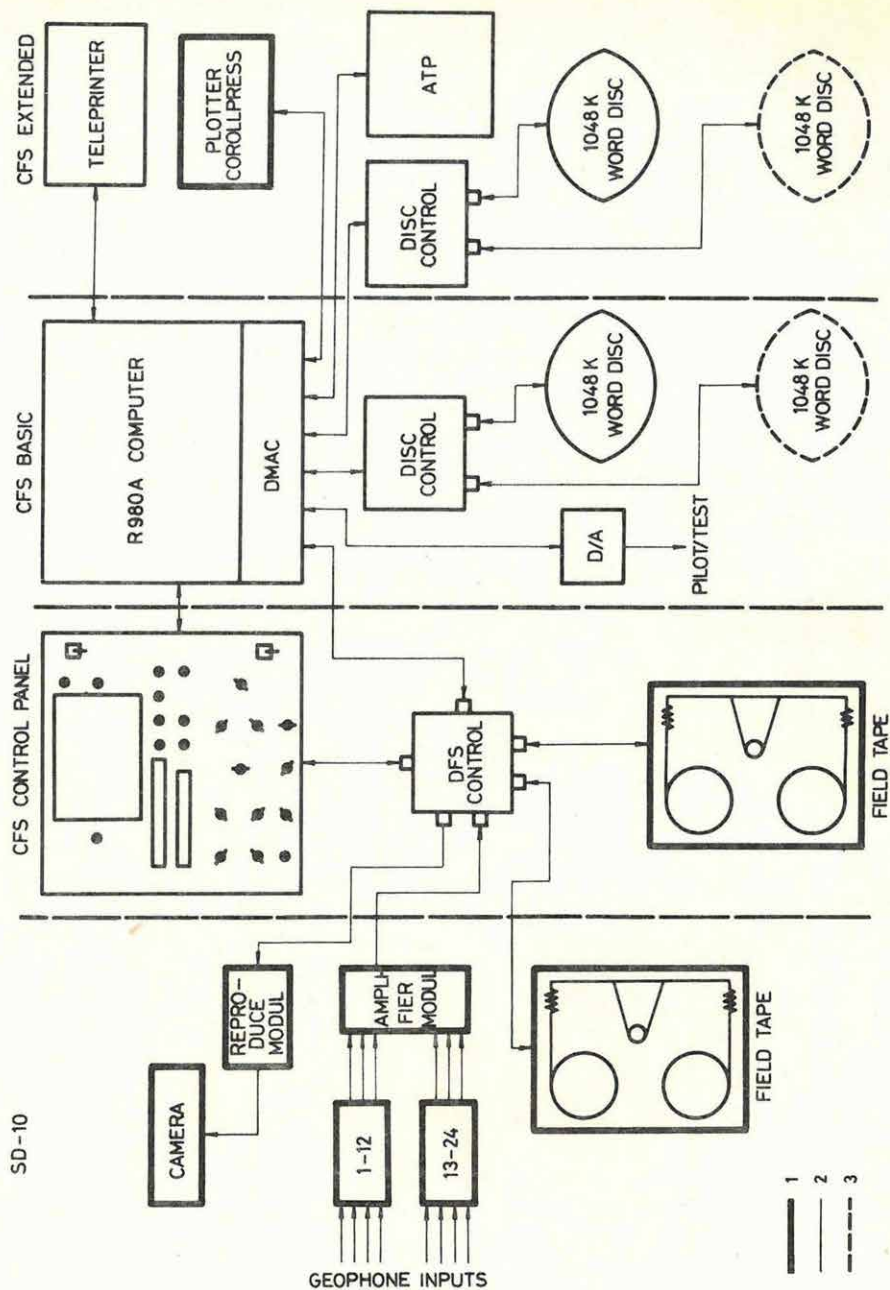 SD-10
CFS CONTROL PANEL
CFS BASIC
CFS EXTENDED
CAMERA
REPRO-
DUCE
MODUL
GEOPHONE INPUTS
1-12
13-24
AMPLI
FIER
MODUL
FIELD TAPE
DFS
CONTROL
FIELD TAPE
R980A COMPUTER
DMAC
D/A
PILOT/TEST
DISC
CONTROL
1048 K
WORD DISC
1048 K
WORD DISC
TELEPRINTER
PLOTTER
COROLLPRESS
ATP
DISC
CONTROL
1048 K
WORD DISC
1048 K
WORD DISC
1
2
3